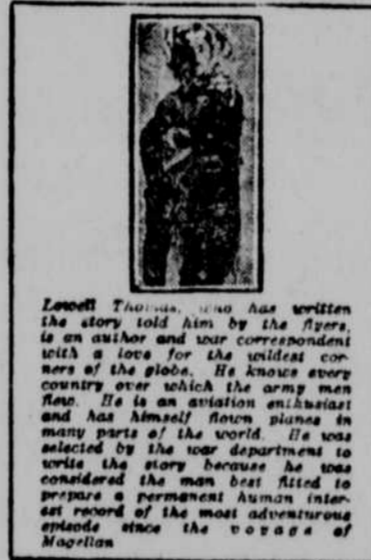 Lowell Thomas, who has written
the story told him by the flyers,
is an author and war correspondent
with a love for the wildest cor-
ners of the globe. He knows every
country over which the army men
flew. He is an aviation enthusiast
and has himself flown planes in
many parts of the world. He was
selected by the war department to
write the story because he was
considered the man best fitted to
prepare a permanent human inter-
est record of the most adventurous
episode since the voyage of
Magellan